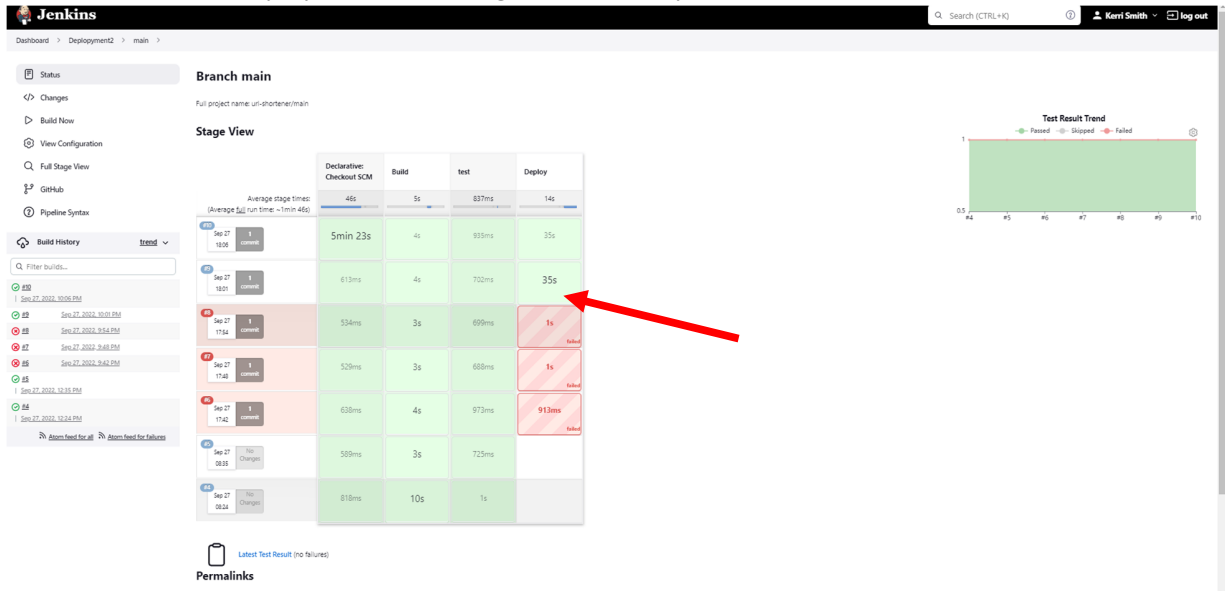 Jenkins
Search (CTRL+K)
Kerri Smith
log out
Dashboard > Deplopyment2 > main >
Status
Changes
Build Now
View Configuration
Full Stage View
GitHub
Pipeline Syntax
Build History trend
Filter builds...
#10
Sep 27, 2022, 10:06 PM
#9 Sep 27, 2022, 10:01 PM
#8 Sep 27, 2022, 9:54 PM
#7 Sep 27, 2022, 9:48 PM
#6 Sep 27, 2022, 9:42 PM
#5
Sep 27, 2022, 12:35 PM
#4
Sep 27, 2022, 12:24 PM
Atom feed for all Atom feed for failures
Branch main
Full project name: url-shortener/main
Stage View
Declarative: Checkout SCM Build test Deploy
Average stage times: 46s 5s 837ms 14s
(Average full run time: ~1min 46s)
#10 Sep 27 18:06 1 commit 5min 23s 4s 935ms 35s
#9 Sep 27 18:01 1 commit 613ms 4s 702ms 35s
#8 Sep 27 17:54 1 commit 534ms 3s 699ms 1s failed
#7 Sep 27 17:48 1 commit 529ms 3s 688ms 1s failed
#6 Sep 27 17:42 1 commit 638ms 4s 973ms 913ms failed
#5 Sep 27 08:35 No Changes 589ms 3s 725ms
#4 Sep 27 08:24 No Changes 818ms 10s 1s
Latest Test Result (no failures)
Permalinks
Test Result Trend
Passed Skipped Failed
1
0.5
#4 #5 #6 #7 #8 #9 #10